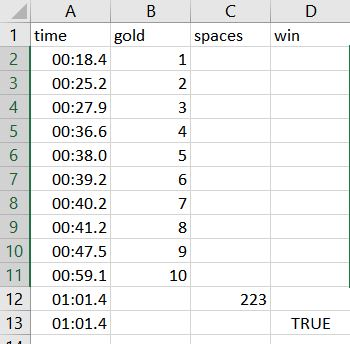 A B C D
1 time gold spaces win
2 00:18.4 1
3 00:25.2 2
4 00:27.9 3
5 00:36.6 4
6 00:38.0 5
7 00:39.2 6
8 00:40.2 7
9 00:41.2 8
10 00:47.5 9
11 00:59.1 10
12 01:01.4 223
13 01:01.4 TRUE